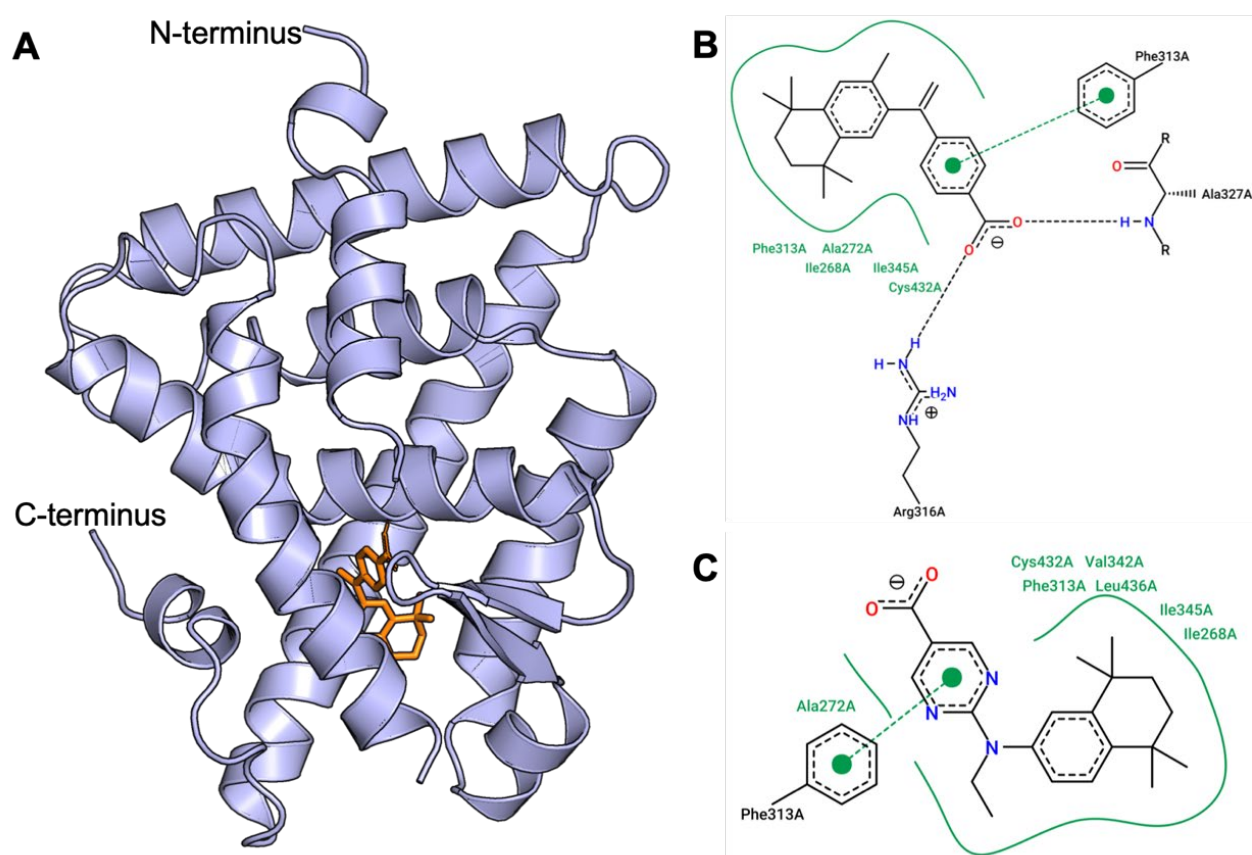 A
N-terminus
C-terminus
B
Phe313A
R
O
Ala327A
H N
R
O
⊖
O
Phe313A Ala272A
Ile268A Ile345A
Cys432A
H
H N
H₂N
⊕
NH
Arg316A
C
⊖ O
O
Cys432A Val342A
Phe313A Leu436A
Ile345A
Ile268A
N
Ala272A
N
N
Phe313A